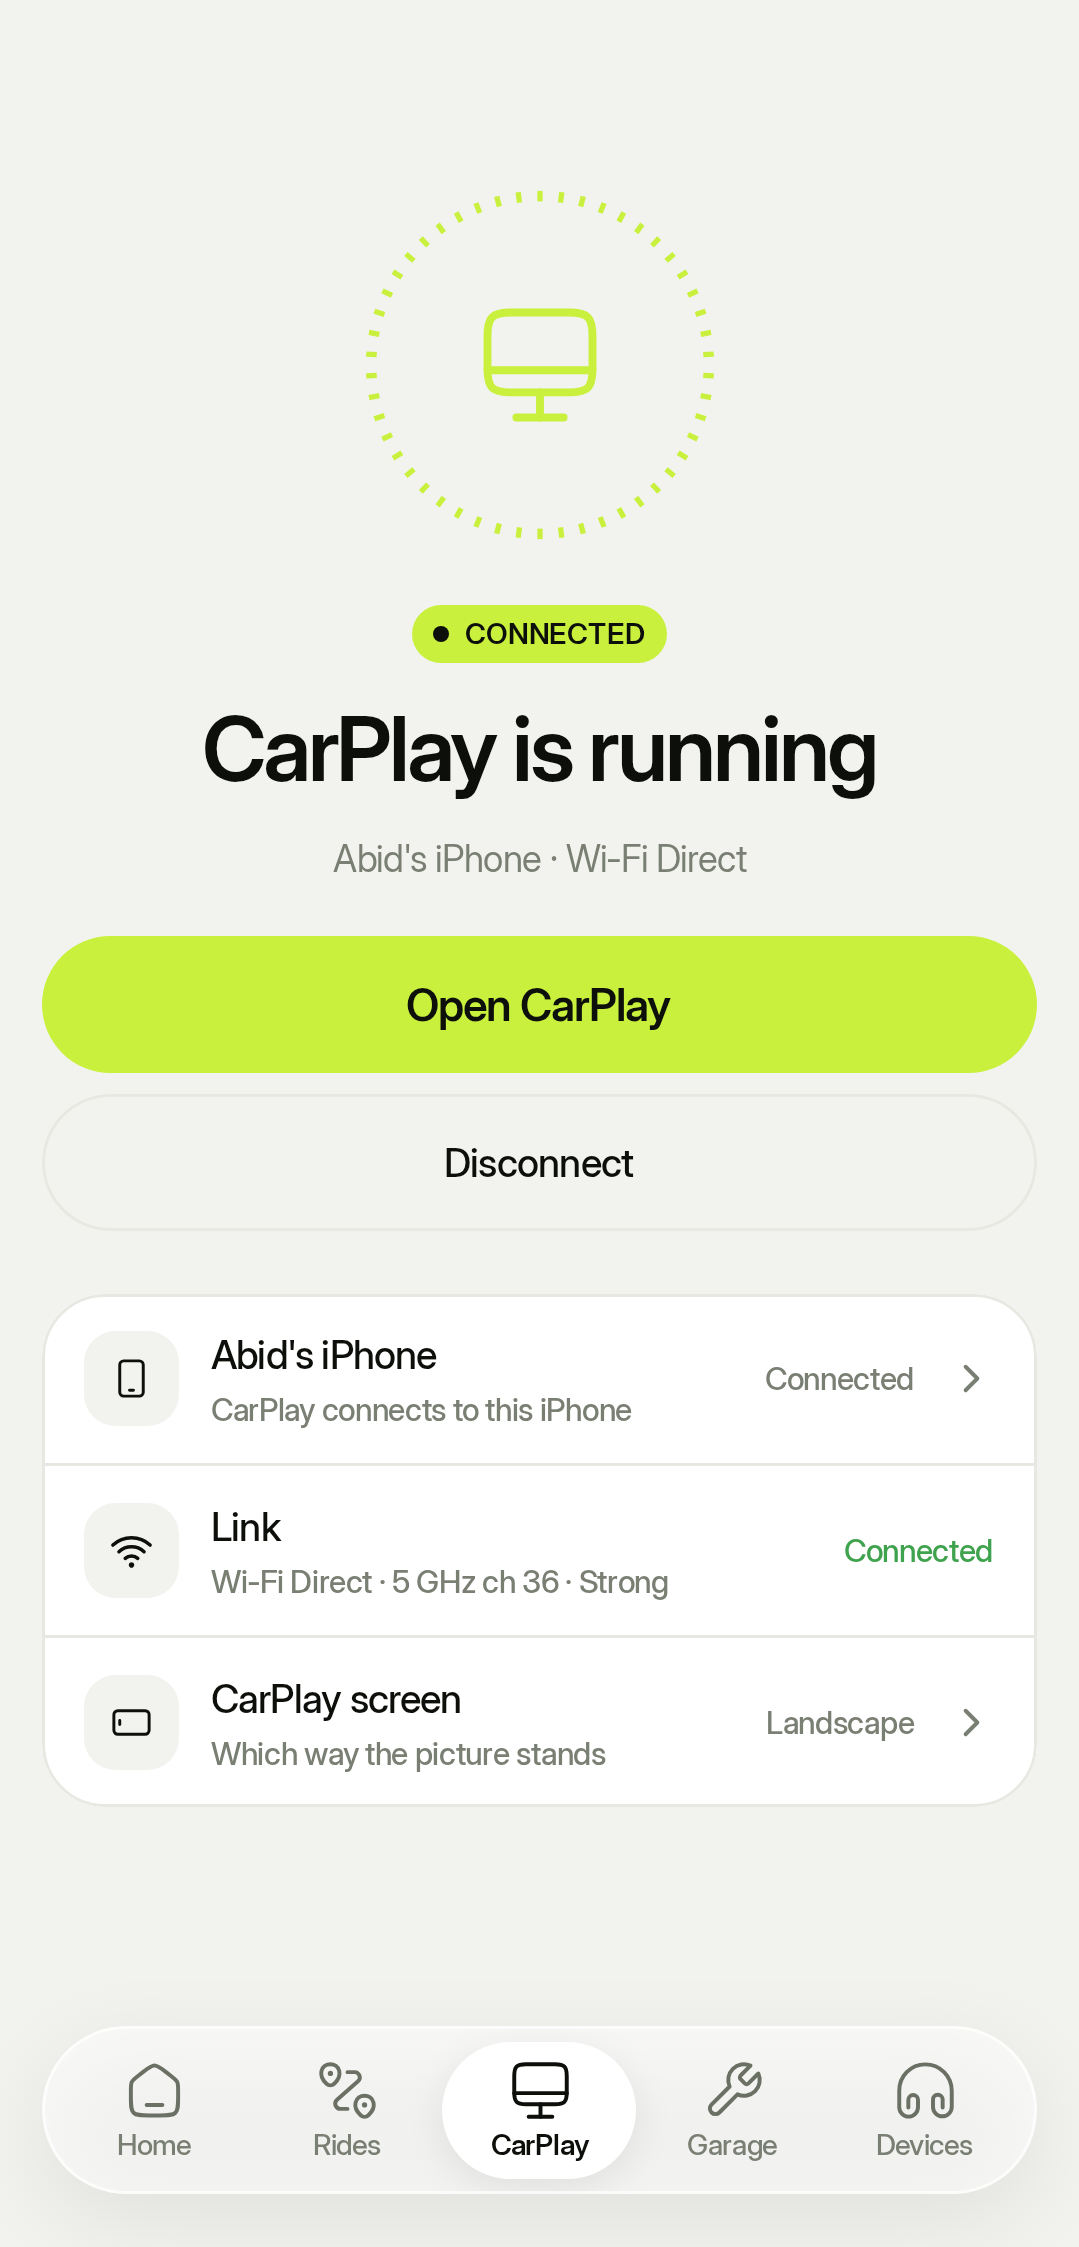 CONNECTED
CarPlay is running
Abid's iPhone · Wi-Fi Direct
Open CarPlay
Disconnect
Abid's iPhone
CarPlay connects to this iPhone
Connected
Link
Wi-Fi Direct · 5 GHz ch 36 · Strong
Connected
CarPlay screen
Which way the picture stands
Landscape
Home
Rides
CarPlay
Garage
Devices